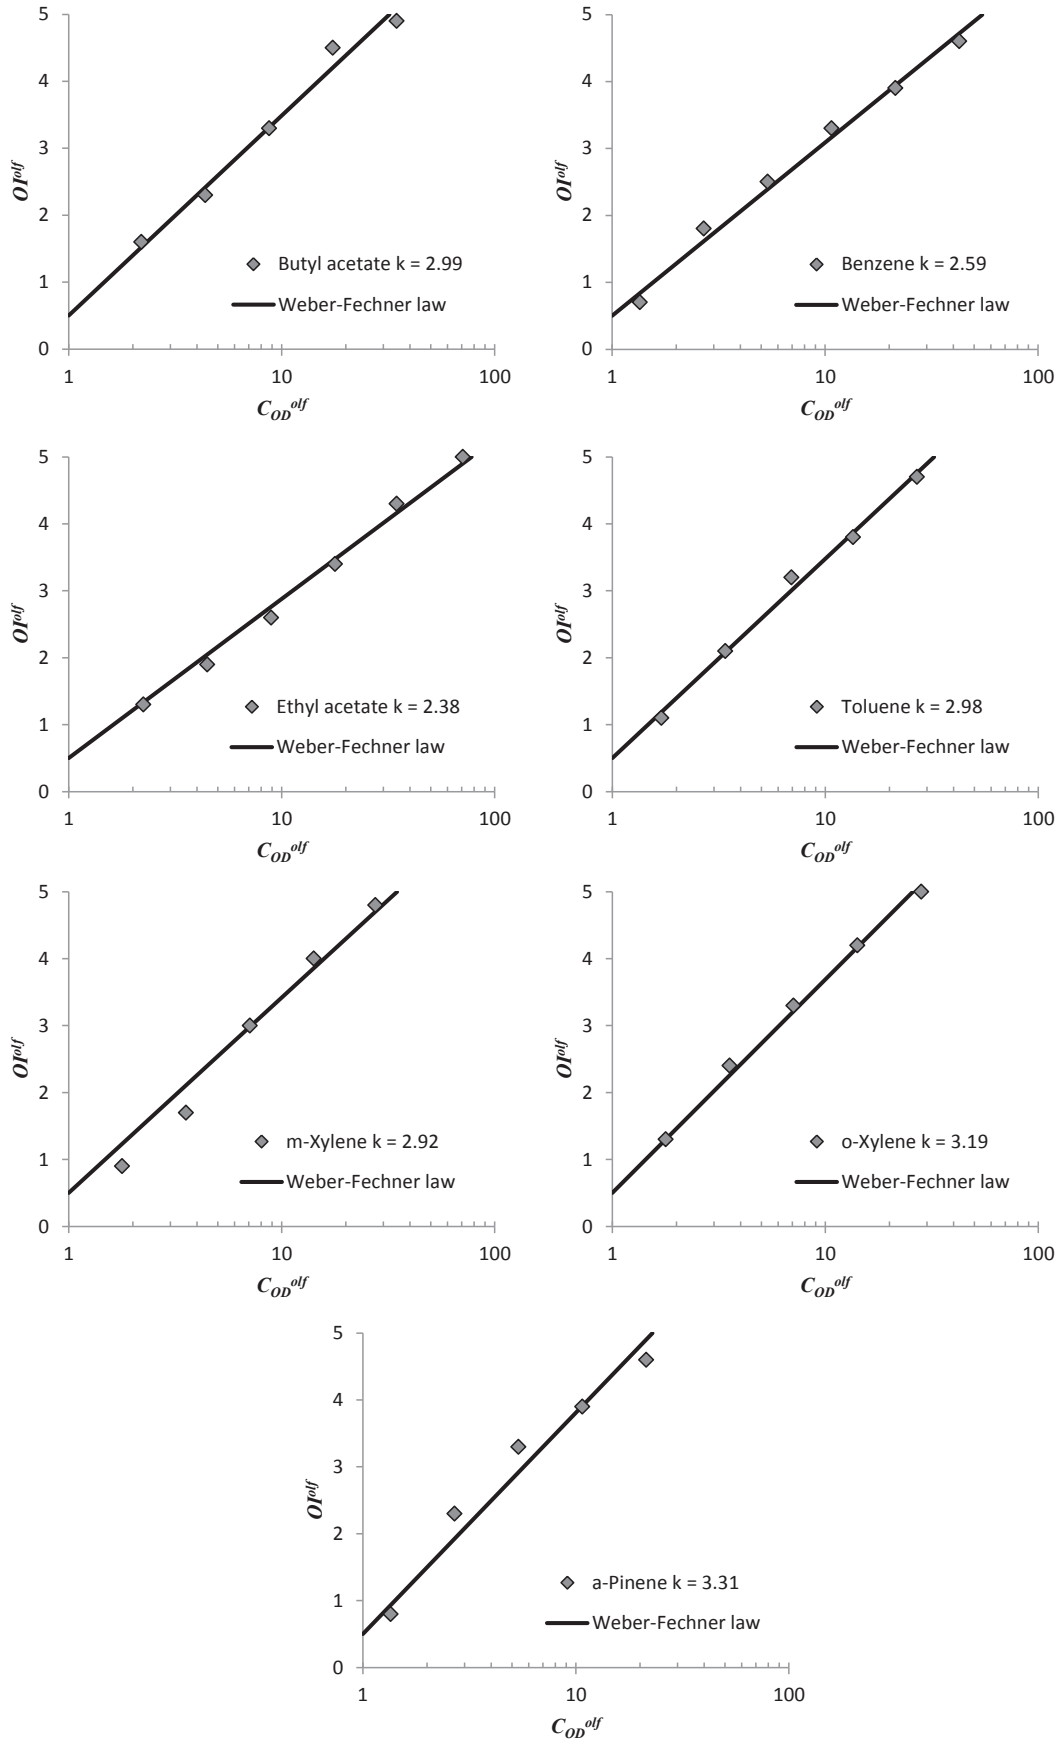 5
4
3
2
1
0
OI^olf
Butyl acetate k = 2.99
Weber-Fechner law
1
10
100
C_OD^olf
5
4
3
2
1
0
OI^olf
Benzene k = 2.59
Weber-Fechner law
1
10
100
C_OD^olf
5
4
3
2
1
0
OI^olf
Ethyl acetate k = 2.38
Weber-Fechner law
1
10
100
C_OD^olf
5
4
3
2
1
0
OI^olf
Toluene k = 2.98
Weber-Fechner law
1
10
100
C_OD^olf
5
4
3
2
1
0
OI^olf
m-Xylene k = 2.92
Weber-Fechner law
1
10
100
C_OD^olf
5
4
3
2
1
0
OI^olf
o-Xylene k = 3.19
Weber-Fechner law
1
10
100
C_OD^olf
5
4
3
2
1
0
OI^olf
a-Pinene k = 3.31
Weber-Fechner law
1
10
100
C_OD^olf